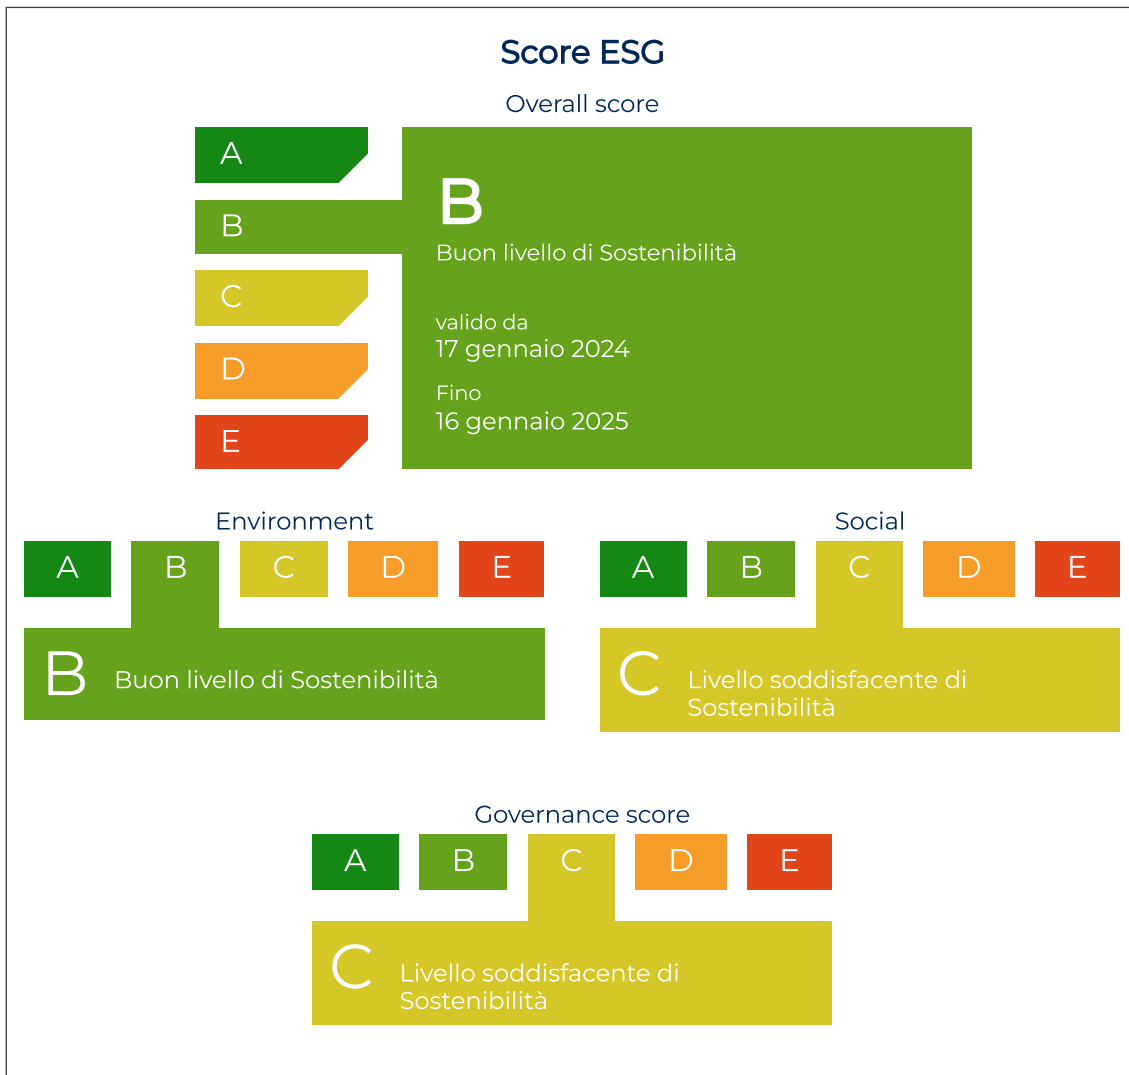 Score ESG
Overall score
A
B
C
D
E
B
Buon livello di Sostenibilità
valido da
17 gennaio 2024
Fino
16 gennaio 2025
Environment
A B C D E
B Buon livello di Sostenibilità
Social
A B C D E
C Livello soddisfacente di
Sostenibilità
Governance score
A B C D E
C Livello soddisfacente di
Sostenibilità